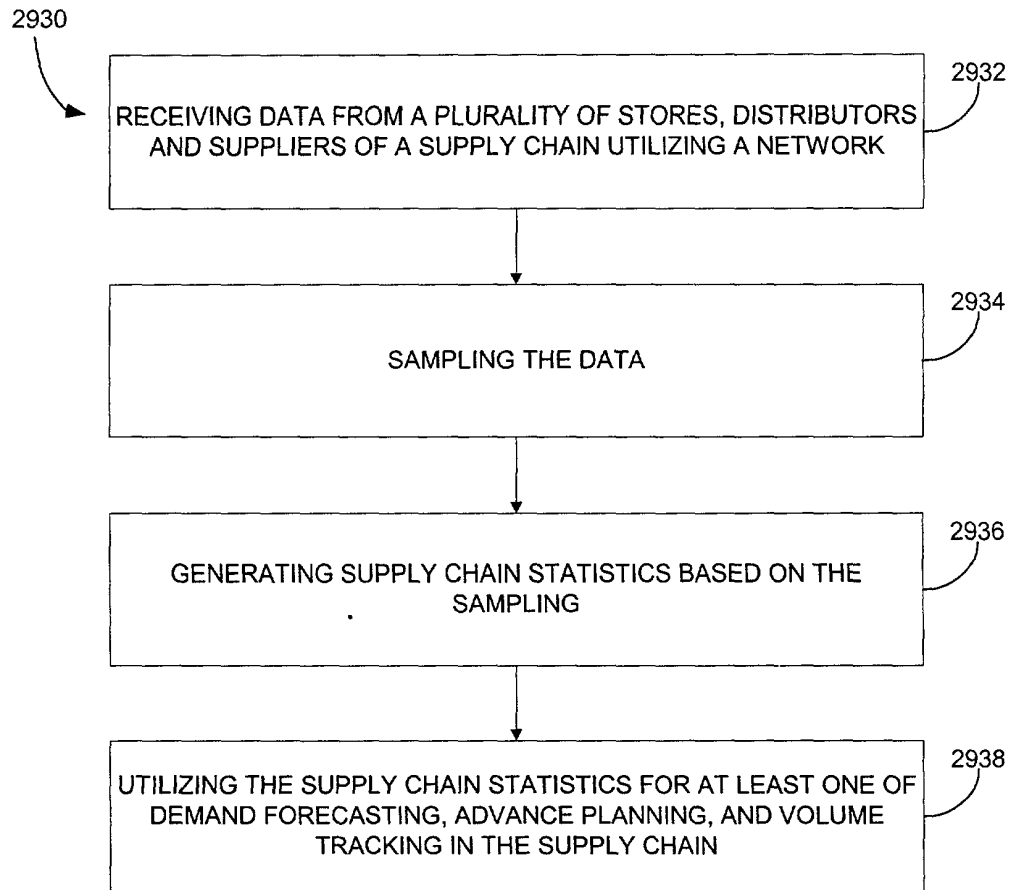 2930
2932
RECEIVING DATA FROM A PLURALITY OF STORES, DISTRIBUTORS
AND SUPPLIERS OF A SUPPLY CHAIN UTILIZING A NETWORK
2934
SAMPLING THE DATA
2936
GENERATING SUPPLY CHAIN STATISTICS BASED ON THE
SAMPLING
2938
UTILIZING THE SUPPLY CHAIN STATISTICS FOR AT LEAST ONE OF
DEMAND FORECASTING, ADVANCE PLANNING, AND VOLUME
TRACKING IN THE SUPPLY CHAIN